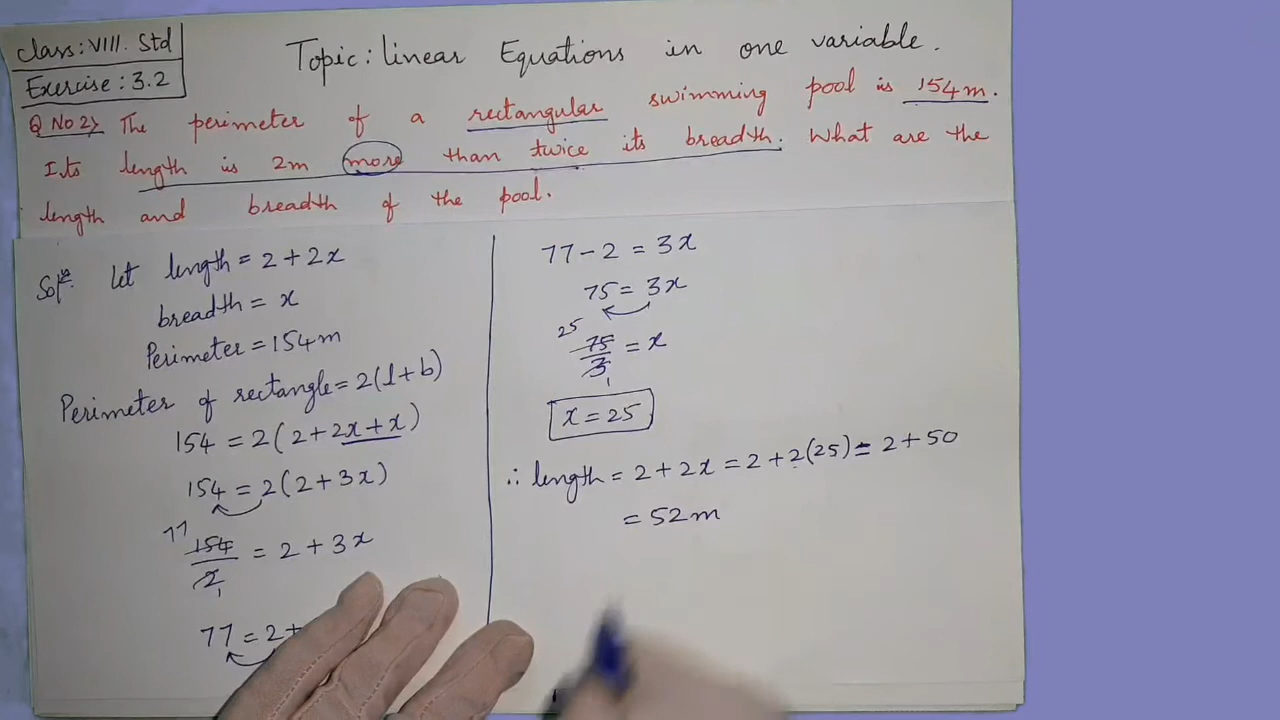 Class: VIII. Std
Exercise: 3.2
Topic: linear Equations in one variable.
Q No 2> The perimeter of a rectangular swimming pool is 154m.
Its length is 2m more than twice its breadth. What are the
length and breadth of the pool.
Sol: Let length = 2 + 2x
breadth = x
Perimeter = 154m
Perimeter of rectangle = 2(l+b)
154 = 2(2+2x+x)
154 = 2(2+3x)
77
154/2 = 2+3x
1
77 = 2+
77-2 = 3x
75 = 3x
25
75/3 = x
1
x = 25
∴ length = 2+2x = 2+2(25) = 2+50
= 52m